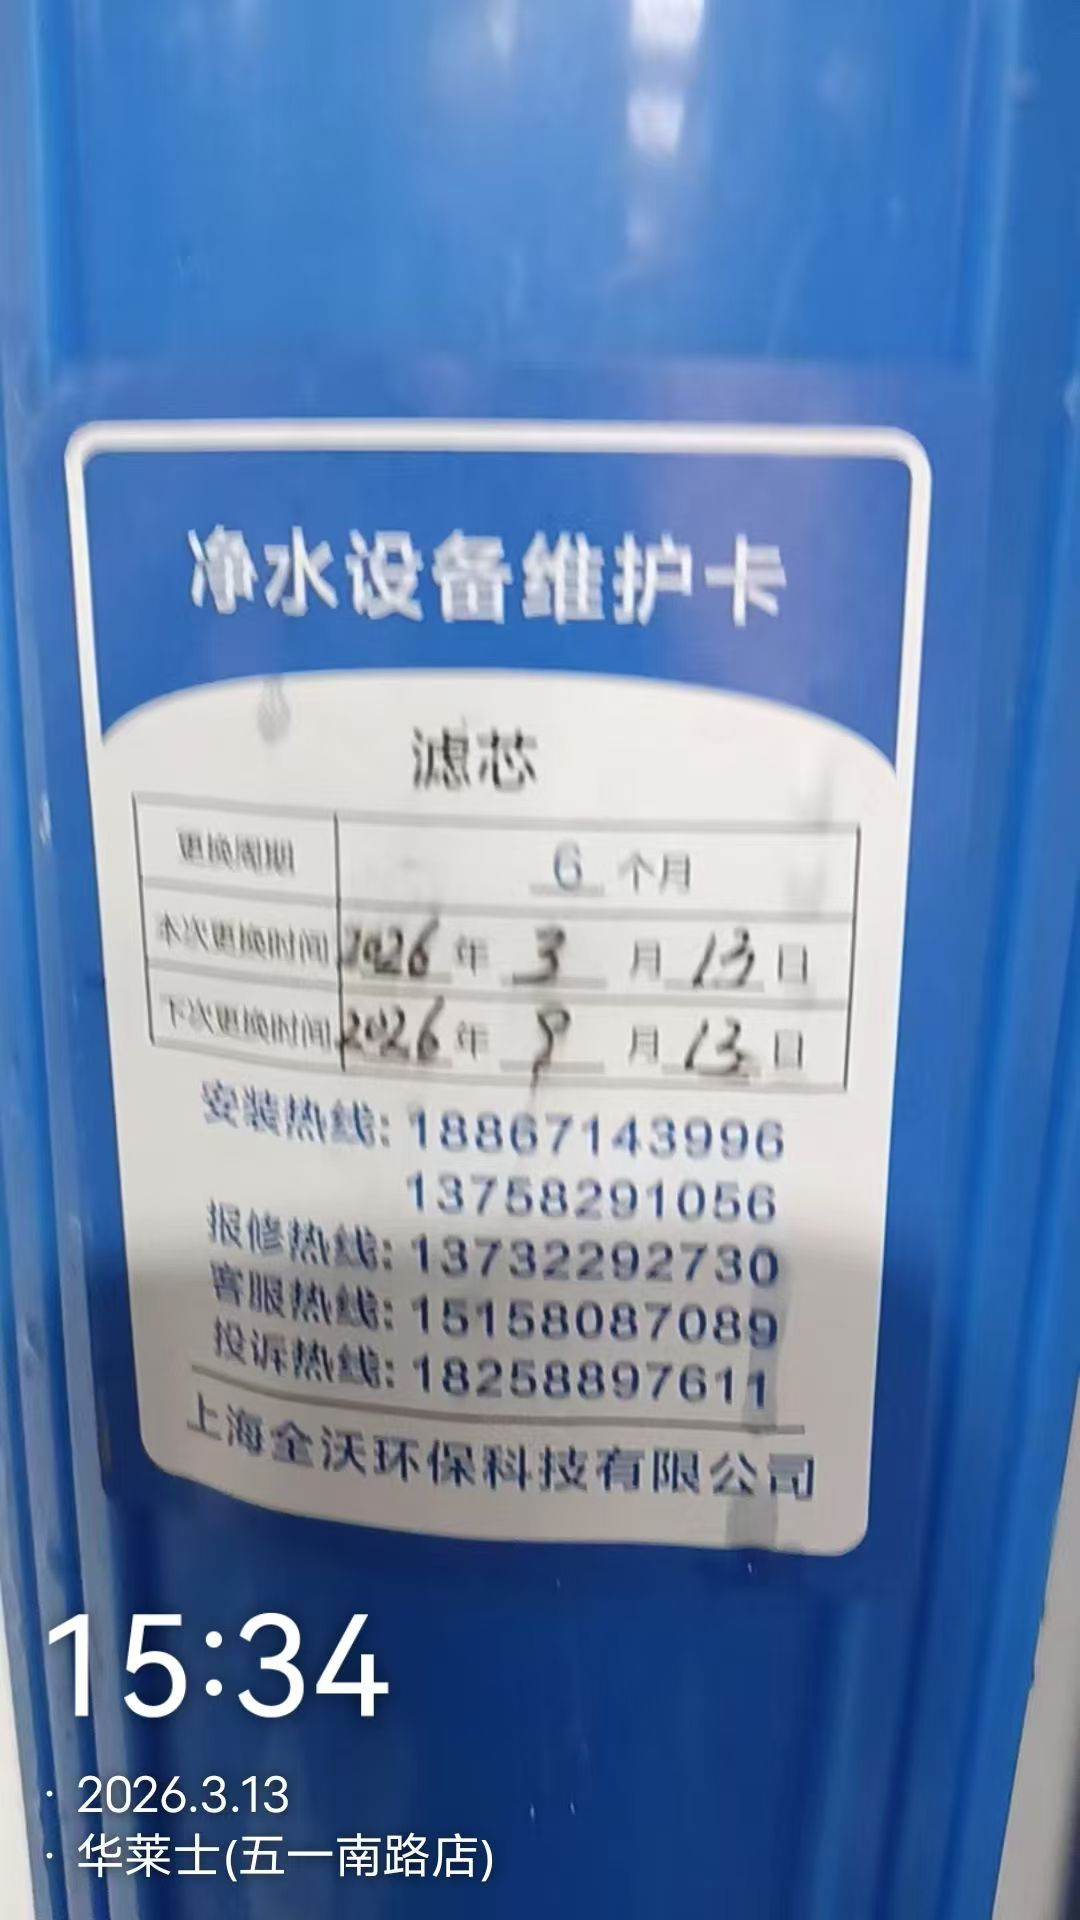 净水设备维护卡
滤芯
更换周期 6 个月
本次更换时间 2026 年 3 月 13 日
下次更换时间 2026 年 9 月 13 日
安装热线: 18867143996
13758291056
报修热线: 13732292730
客服热线: 15158087089
投诉热线: 18258897611
上海全沃环保科技有限公司
15:34
· 2026.3.13
· 华莱士(五一南路店)